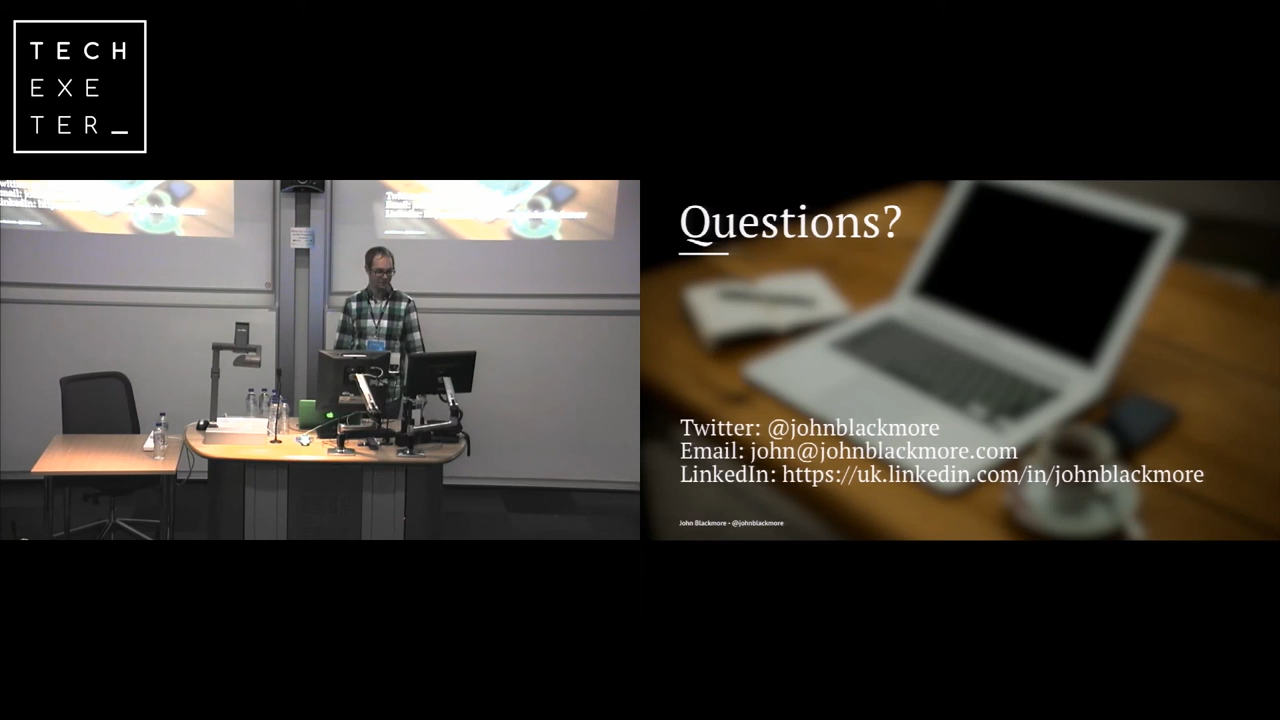 TECH
EXE
TER_
Questions?
Twitter: @johnblackmore
Email: john@johnblackmore.com
LinkedIn: https://uk.linkedin.com/in/johnblackmore
John Blackmore - @johnblackmore